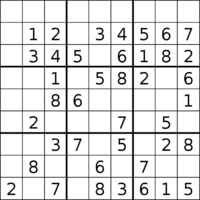 1 2 3 4 5 6 7
3 4 5 6 1 8 2
1 5 8 2 6
8 6 1
2 7 5
3 7 5 2 8
8 6 7
2 7 8 3 6 1 5